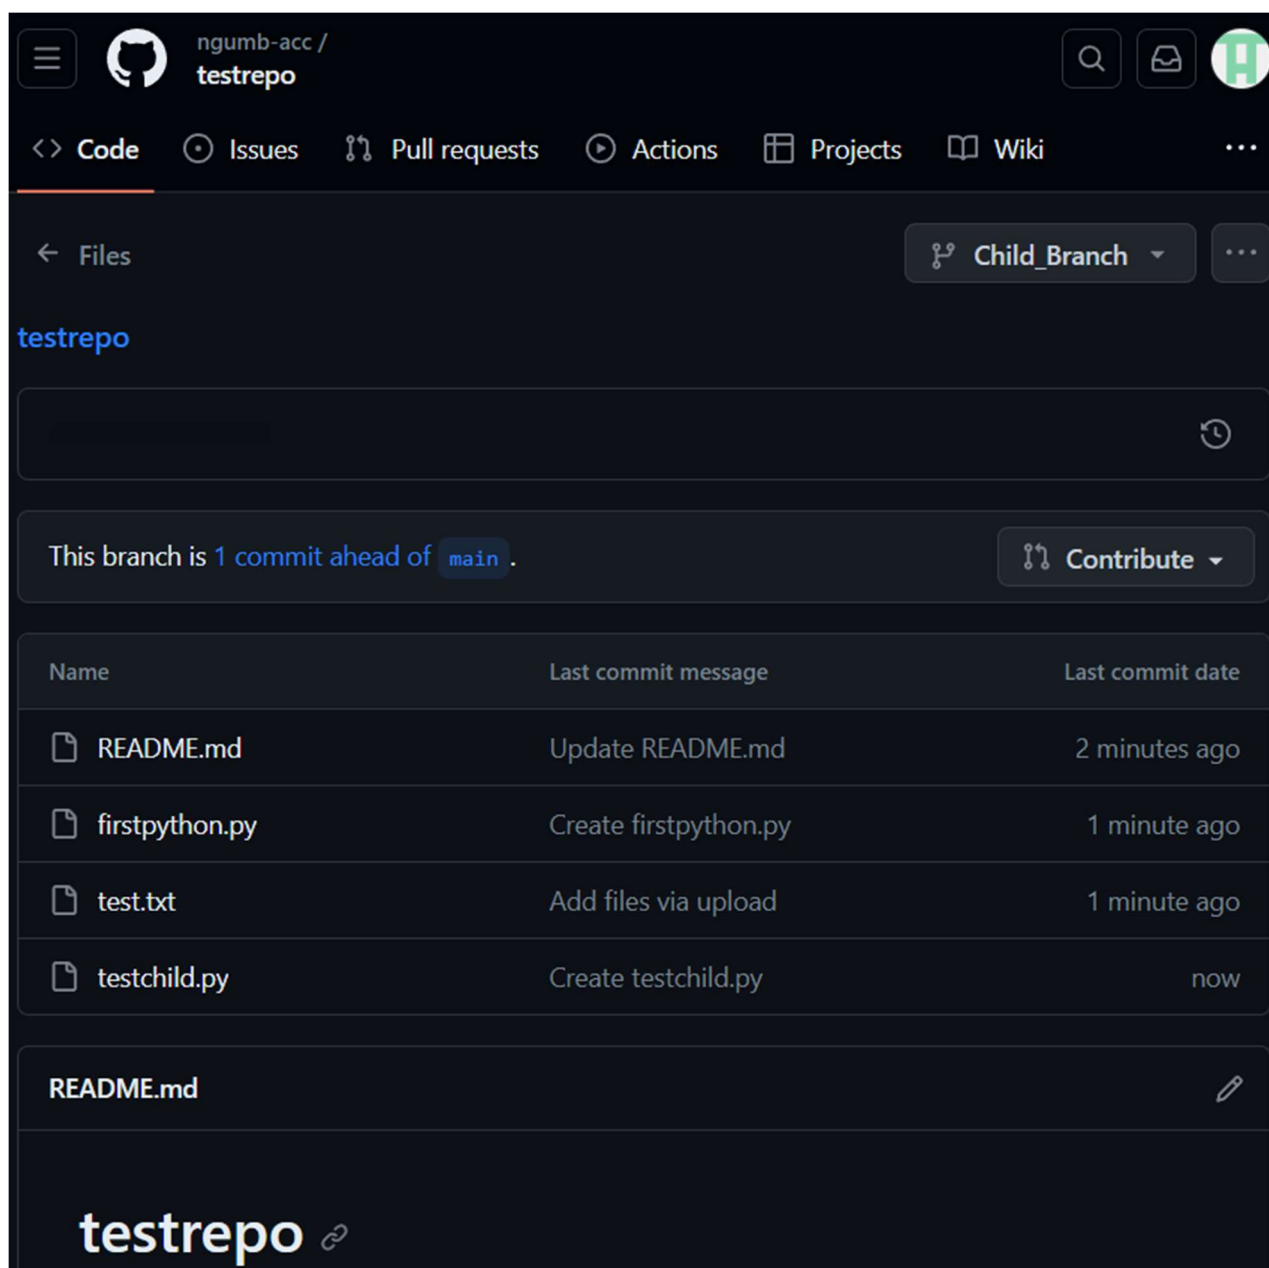 ngumb-acc /
testrepo
Code Issues Pull requests Actions Projects Wiki
Files Child_Branch
testrepo
This branch is 1 commit ahead of main . Contribute
Name Last commit message Last commit date
README.md Update README.md 2 minutes ago
firstpython.py Create firstpython.py 1 minute ago
test.txt Add files via upload 1 minute ago
testchild.py Create testchild.py now
README.md
testrepo